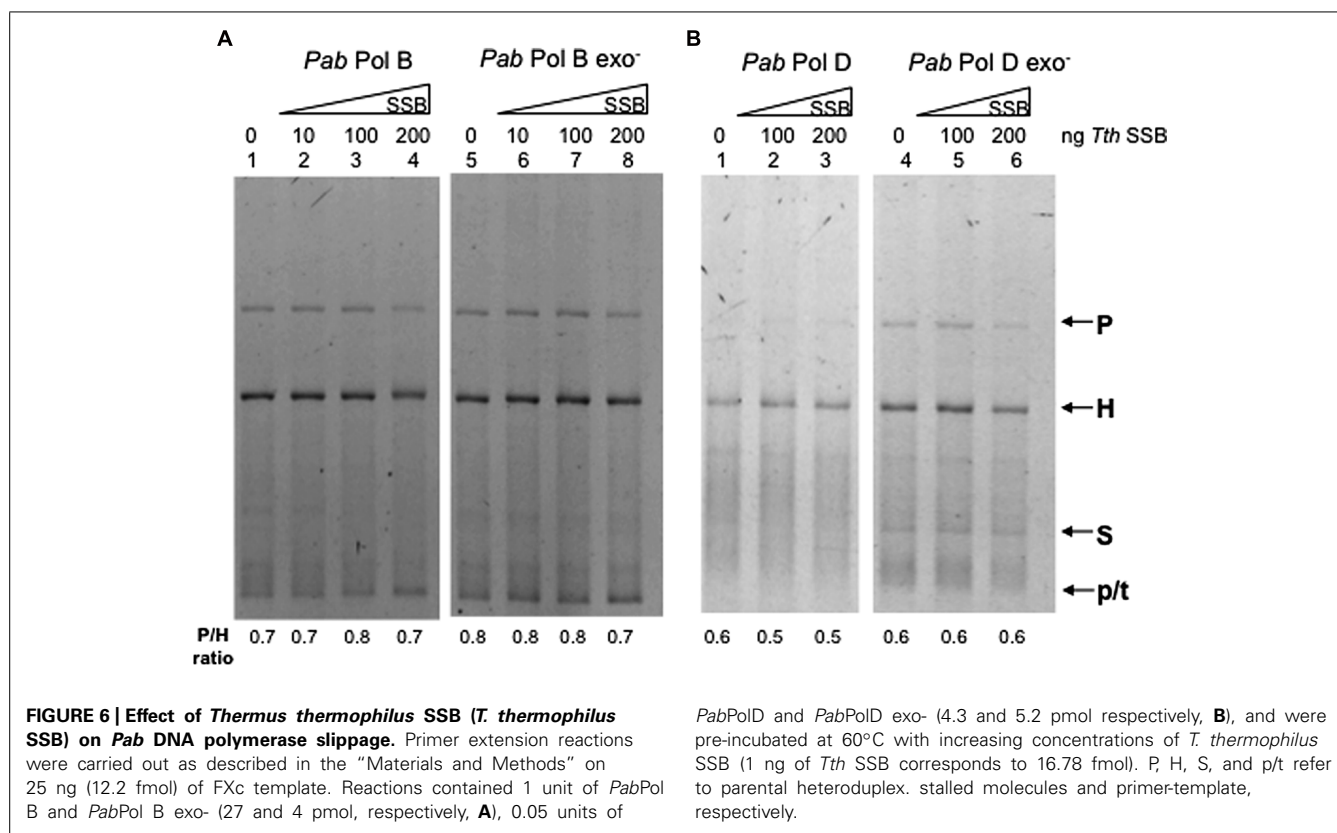 A
B
Pab Pol B
Pab Pol B exo-
Pab Pol D
Pab Pol D exo-
SSB
SSB
SSB
SSB
0 10 100 200 0 10 100 200 0 100 200 0 100 200 ng Tth SSB
1 2 3 4 5 6 7 8 1 2 3 4 5 6
P
H
S
p/t
P/H ratio 0.7 0.7 0.8 0.7 0.8 0.8 0.8 0.7 0.6 0.5 0.5 0.6 0.6 0.6
FIGURE 6 | Effect of Thermus thermophilus SSB (T. thermophilus
SSB) on Pab DNA polymerase slippage. Primer extension reactions
were carried out as described in the “Materials and Methods” on
25 ng (12.2 fmol) of FXc template. Reactions contained 1 unit of PabPol
B and PabPol B exo- (27 and 4 pmol, respectively, A), 0.05 units of
PabPolD and PabPolD exo- (4.3 and 5.2 pmol respectively, B), and were
pre-incubated at 60°C with increasing concentrations of T. thermophilus
SSB (1 ng of Tth SSB corresponds to 16.78 fmol). P, H, S, and p/t refer
to parental heteroduplex. stalled molecules and primer-template,
respectively.